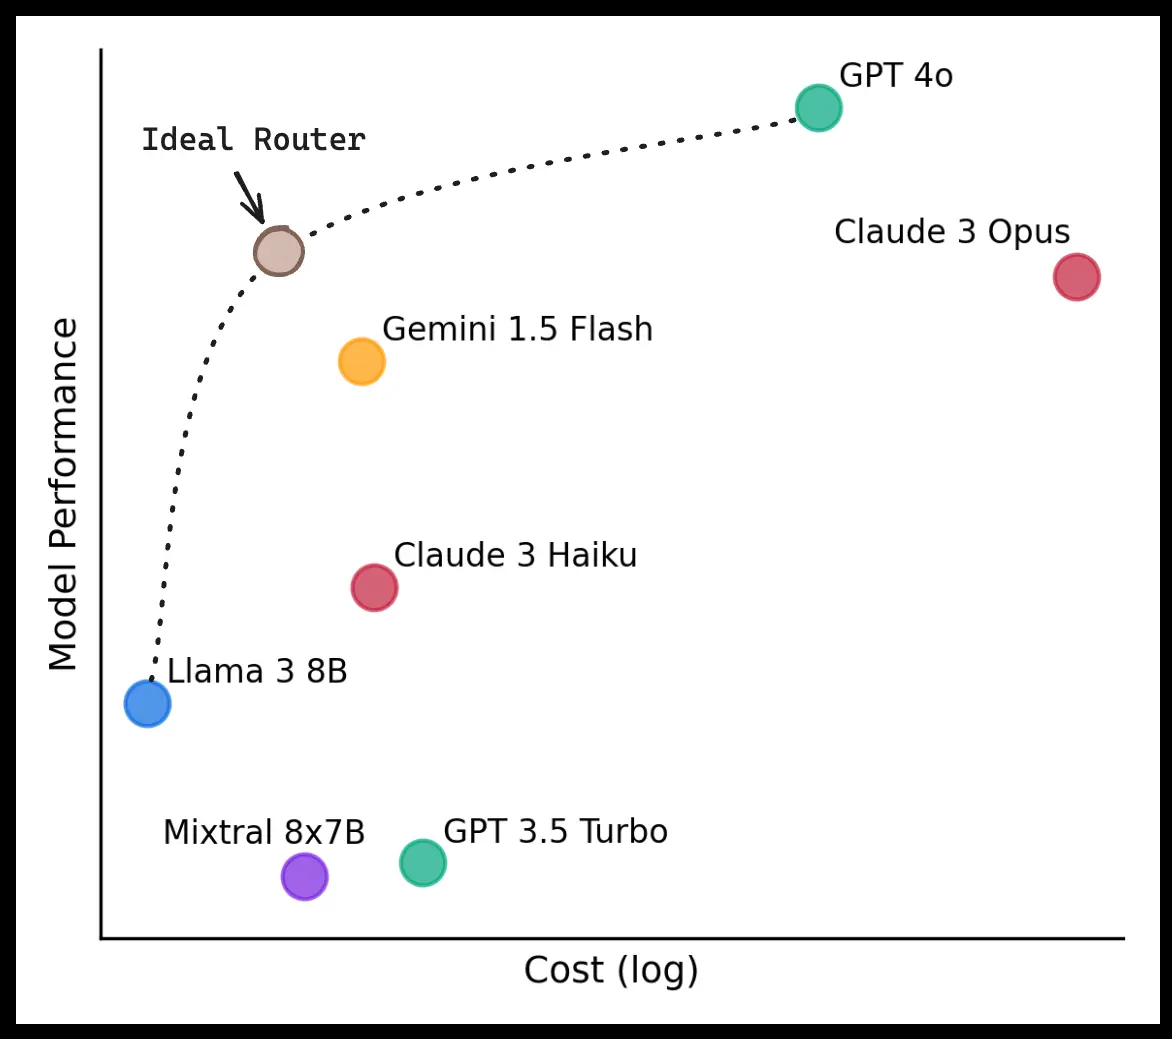 GPT 4o
Ideal Router
Claude 3 Opus
Gemini 1.5 Flash
Model Performance
Claude 3 Haiku
Llama 3 8B
Mixtral 8x7B
GPT 3.5 Turbo
Cost (log)